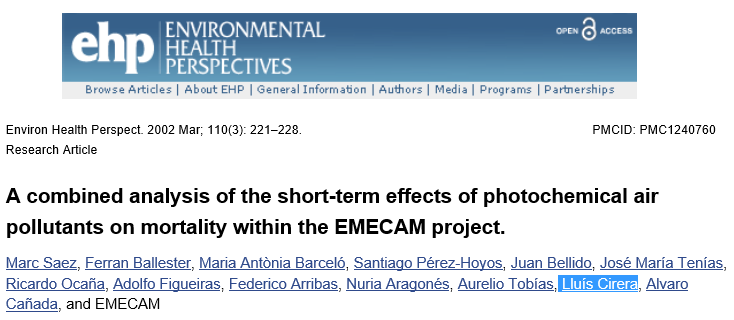 ehp ENVIRONMENTAL
HEALTH
PERSPECTIVES
OPEN ACCESS
Browse Articles | About EHP | General Information | Authors | Media | Programs | Partnerships
Environ Health Perspect. 2002 Mar; 110(3): 221–228. PMCID: PMC1240760
Research Article
A combined analysis of the short-term effects of photochemical air
pollutants on mortality within the EMECAM project.
Marc Saez, Ferran Ballester, Maria Antònia Barceló, Santiago Pérez-Hoyos, Juan Bellido, José María Tenías,
Ricardo Ocaña, Adolfo Figueiras, Federico Arribas, Nuria Aragonés, Aurelio Tobías, Lluís Cirera, Alvaro
Cañada, and EMECAM